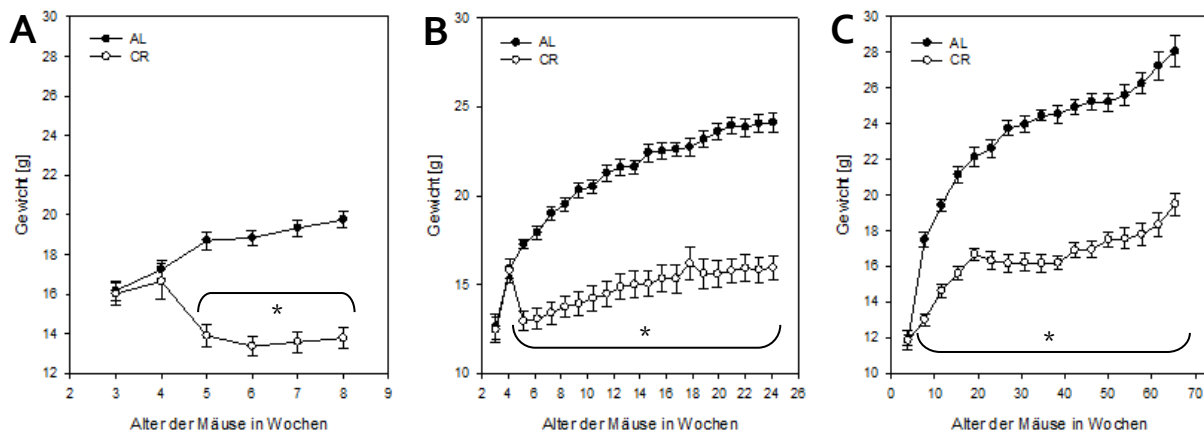 A
AL
CR
Gewicht [g]
30
28
26
24
22
20
18
16
14
12
*
2 3 4 5 6 7 8 9
Alter der Mäuse in Wochen
B
AL
CR
Gewicht [g]
30
25
20
15
10
*
2 4 6 8 10 12 14 16 18 20 22 24 26
Alter der Mäuse in Wochen
C
AL
CR
Gewicht [g]
30
28
26
24
22
20
18
16
14
12
10
*
0 10 20 30 40 50 60 70
Alter der Mäuse in Wochen